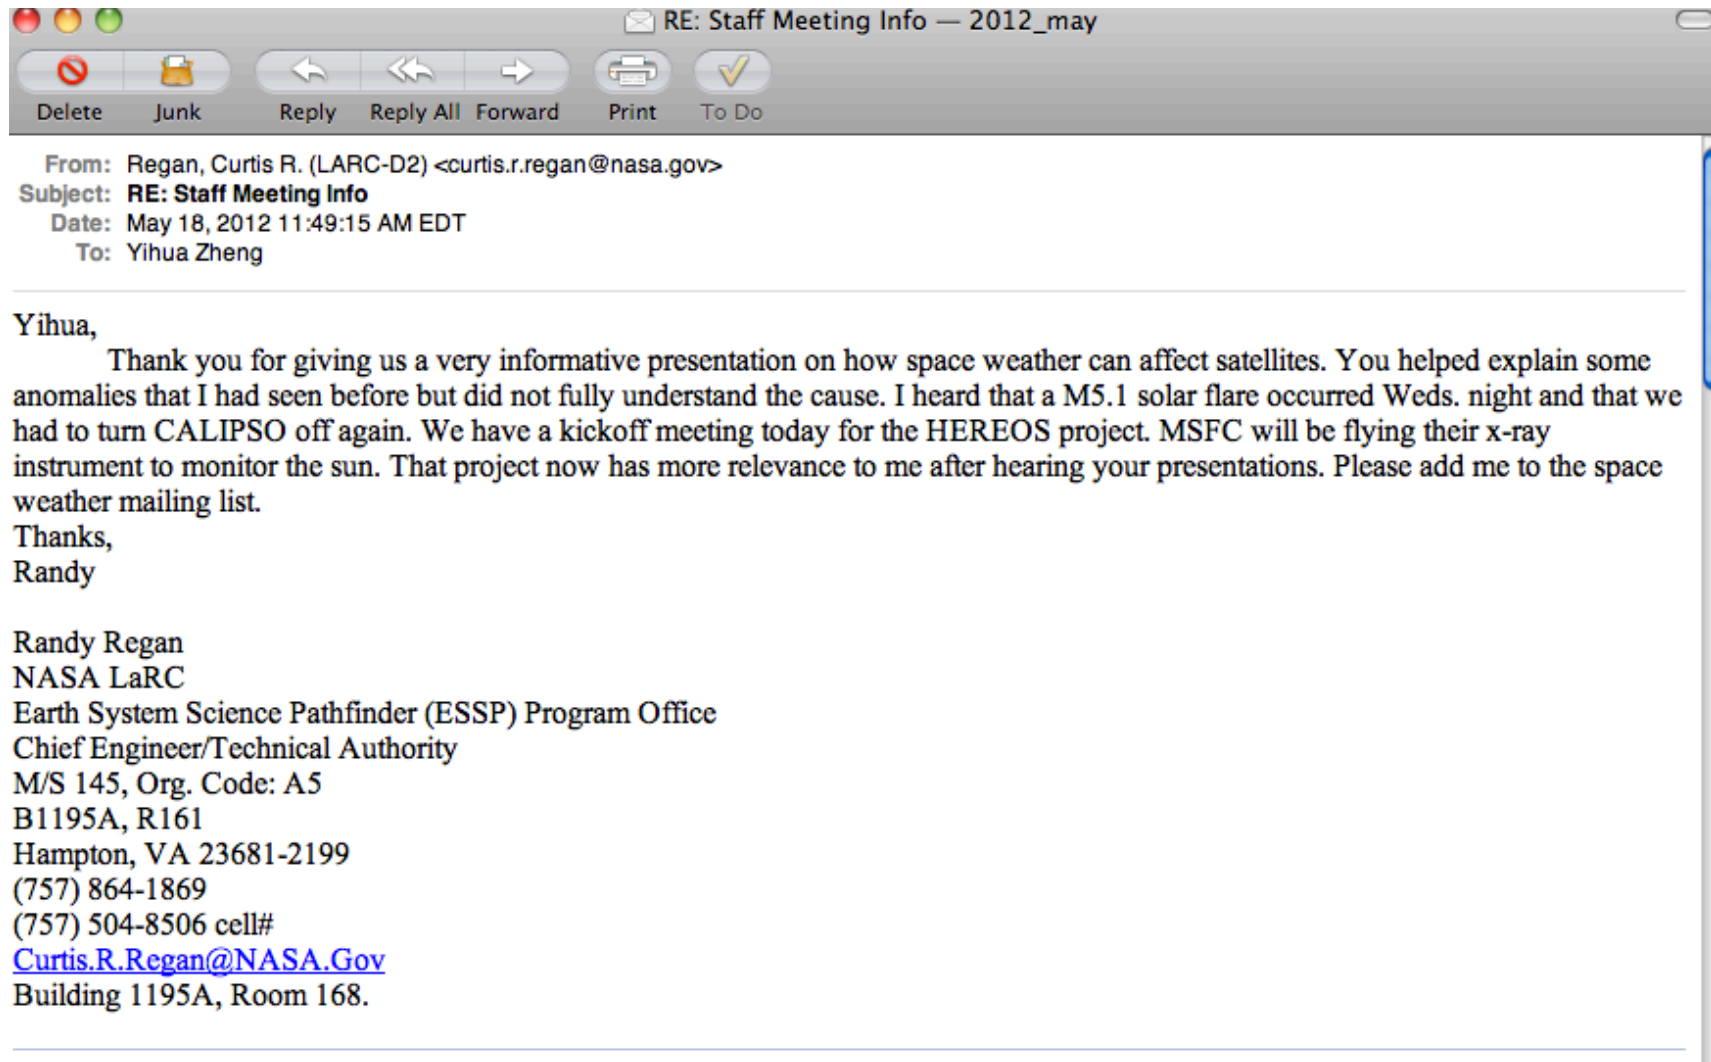 RE: Staff Meeting Info — 2012_may
Delete Junk Reply Reply All Forward Print To Do
From: Regan, Curtis R. (LARC-D2) <curtis.r.regan@nasa.gov>
Subject: RE: Staff Meeting Info
Date: May 18, 2012 11:49:15 AM EDT
To: Yihua Zheng
Yihua,
Thank you for giving us a very informative presentation on how space weather can affect satellites. You helped explain some
anomalies that I had seen before but did not fully understand the cause. I heard that a M5.1 solar flare occurred Weds. night and that we
had to turn CALIPSO off again. We have a kickoff meeting today for the HEREOS project. MSFC will be flying their x-ray
instrument to monitor the sun. That project now has more relevance to me after hearing your presentations. Please add me to the space
weather mailing list.
Thanks,
Randy
Randy Regan
NASA LaRC
Earth System Science Pathfinder (ESSP) Program Office
Chief Engineer/Technical Authority
M/S 145, Org. Code: A5
B1195A, R161
Hampton, VA 23681-2199
(757) 864-1869
(757) 504-8506 cell#
Curtis.R.Regan@NASA.Gov
Building 1195A, Room 168.